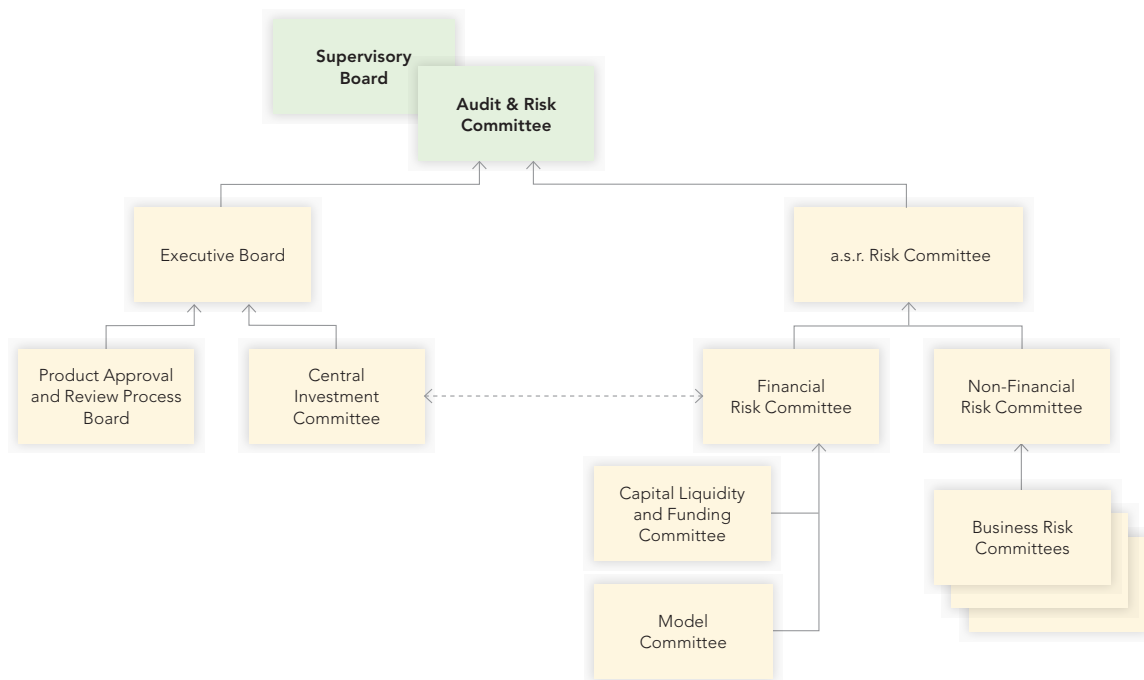 Supervisory
Board
Audit & Risk
Committee
Executive Board
a.s.r. Risk Committee
Product Approval
and Review Process
Board
Central
Investment
Committee
Financial
Risk Committee
Non-Financial
Risk Committee
Capital Liquidity
and Funding
Committee
Business Risk
Committees
Model
Committee